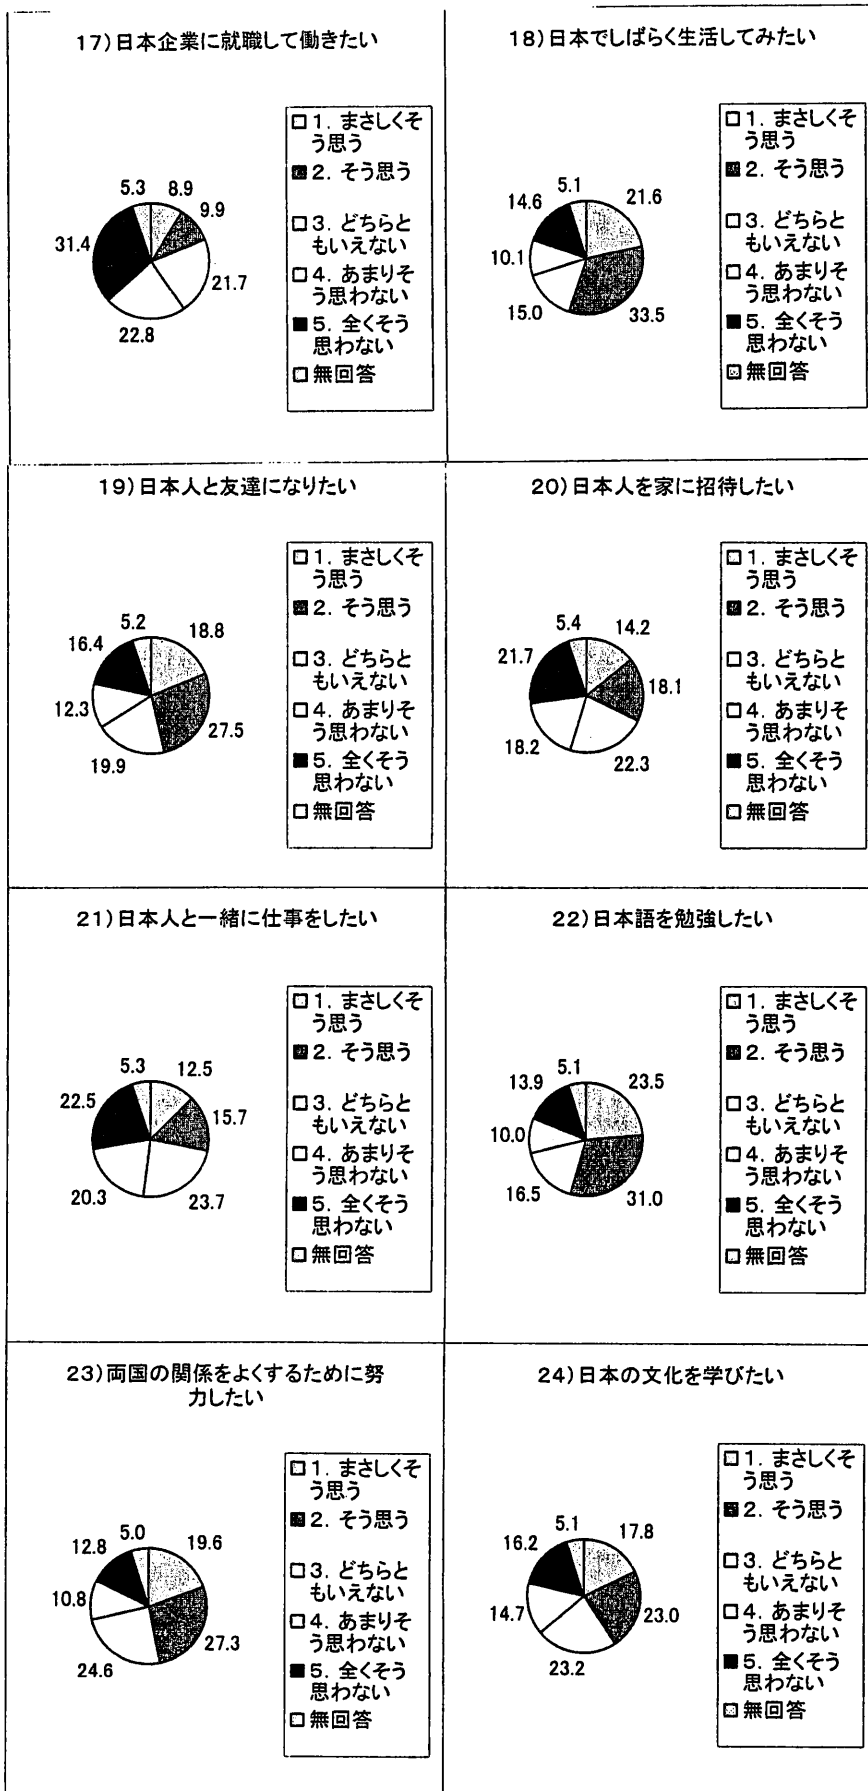 17)日本企業に就職して働きたい
5.3
8.9
9.9
31.4
21.7
22.8
1. まさしくそ
う思う
2. そう思う
3. どちらと
もいえない
4. あまりそ
う思わない
5. 全くそう
思わない
無回答
18)日本でしばらく生活してみたい
5.1
14.6
21.6
10.1
15.0
33.5
1. まさしくそ
う思う
2. そう思う
3. どちらと
もいえない
4. あまりそ
う思わない
5. 全くそう
思わない
無回答
19)日本人と友達になりたい
5.2
18.8
16.4
12.3
27.5
19.9
1. まさしくそ
う思う
2. そう思う
3. どちらと
もいえない
4. あまりそ
う思わない
5. 全くそう
思わない
無回答
20)日本人を家に招待したい
5.4
14.2
21.7
18.1
18.2
22.3
1. まさしくそ
う思う
2. そう思う
3. どちらと
もいえない
4. あまりそ
う思わない
5. 全くそう
思わない
無回答
21)日本人と一緒に仕事をしたい
5.3
12.5
22.5
15.7
20.3
23.7
1. まさしくそ
う思う
2. そう思う
3. どちらと
もいえない
4. あまりそ
う思わない
5. 全くそう
思わない
無回答
22)日本語を勉強したい
5.1
13.9
23.5
10.0
16.5
31.0
1. まさしくそ
う思う
2. そう思う
3. どちらと
もいえない
4. あまりそ
う思わない
5. 全くそう
思わない
無回答
23)両国の関係をよくするために努
力したい
5.0
12.8
19.6
10.8
27.3
24.6
1. まさしくそ
う思う
2. そう思う
3. どちらと
もいえない
4. あまりそ
う思わない
5. 全くそう
思わない
無回答
24)日本の文化を学びたい
5.1
16.2
17.8
14.7
23.0
23.2
1. まさしくそ
う思う
2. そう思う
3. どちらと
もいえない
4. あまりそ
う思わない
5. 全くそう
思わない
無回答